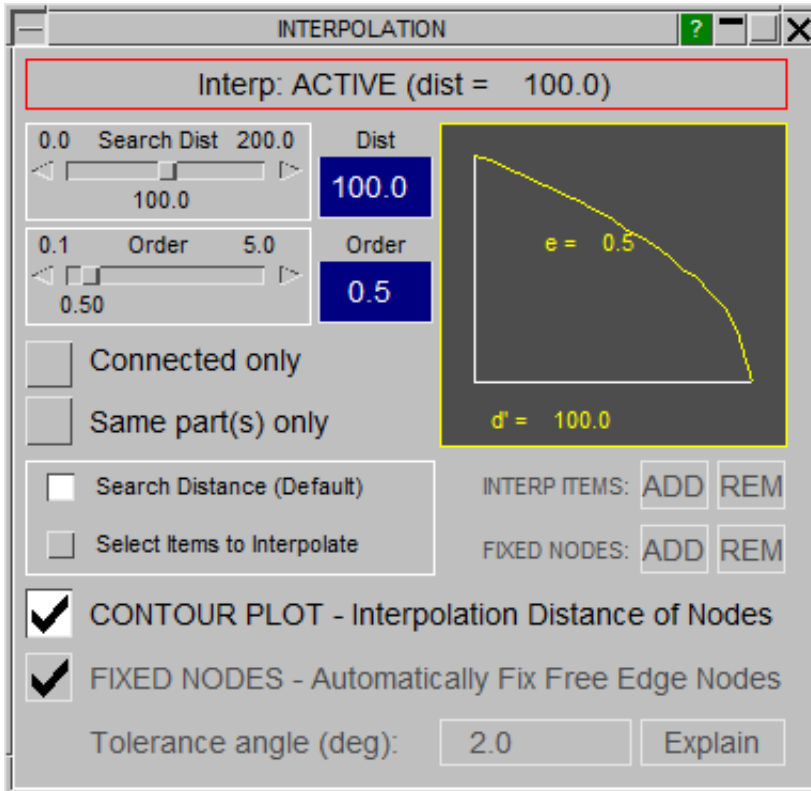 INTERPOLATION ?
Interp: ACTIVE (dist = 100.0)
0.0 Search Dist 200.0
100.0
Dist
100.0
0.1 Order 5.0
0.50
Order
0.5
e = 0.5
d' = 100.0
Connected only
Same part(s) only
Search Distance (Default)
Select Items to Interpolate
INTERP ITEMS: ADD REM
FIXED NODES: ADD REM
CONTOUR PLOT - Interpolation Distance of Nodes
FIXED NODES - Automatically Fix Free Edge Nodes
Tolerance angle (deg): 2.0 Explain